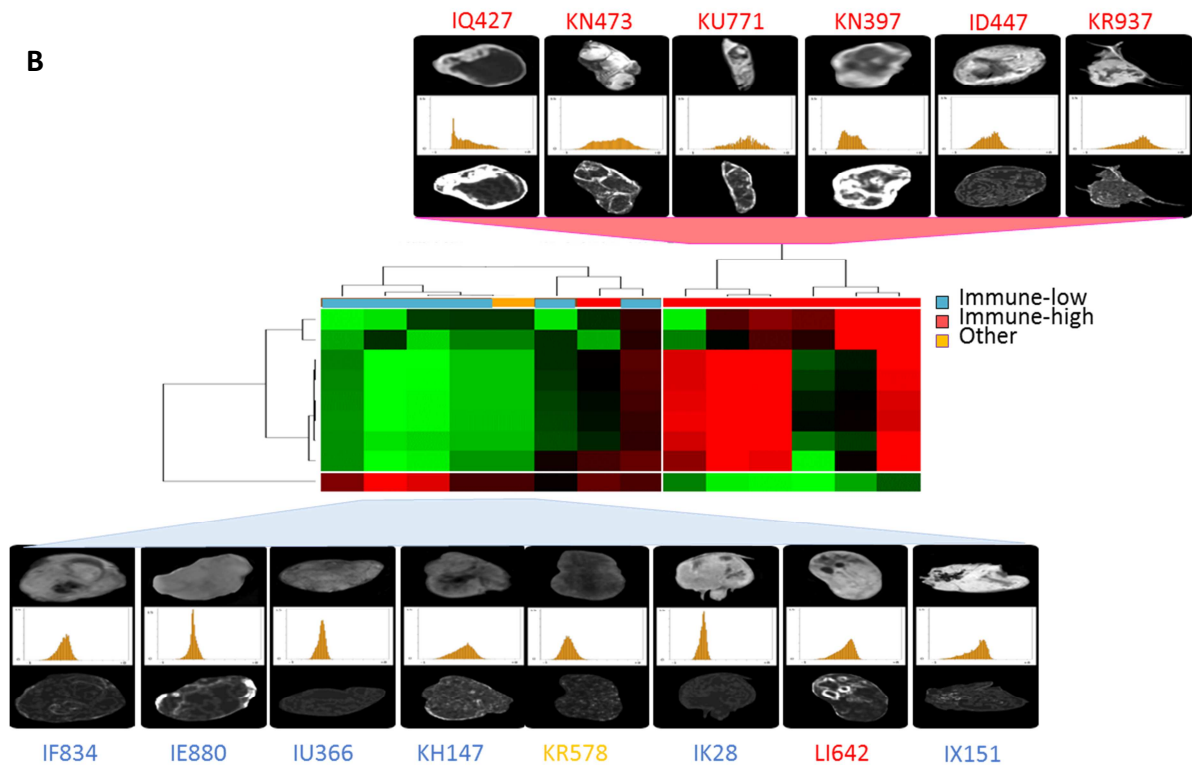 IQ427 KN473 KU771 KN397 ID447 KR937
B
Immune-low
Immune-high
Other
IF834 IE880 IU366 KH147 KR578 IK28 LI642 IX151